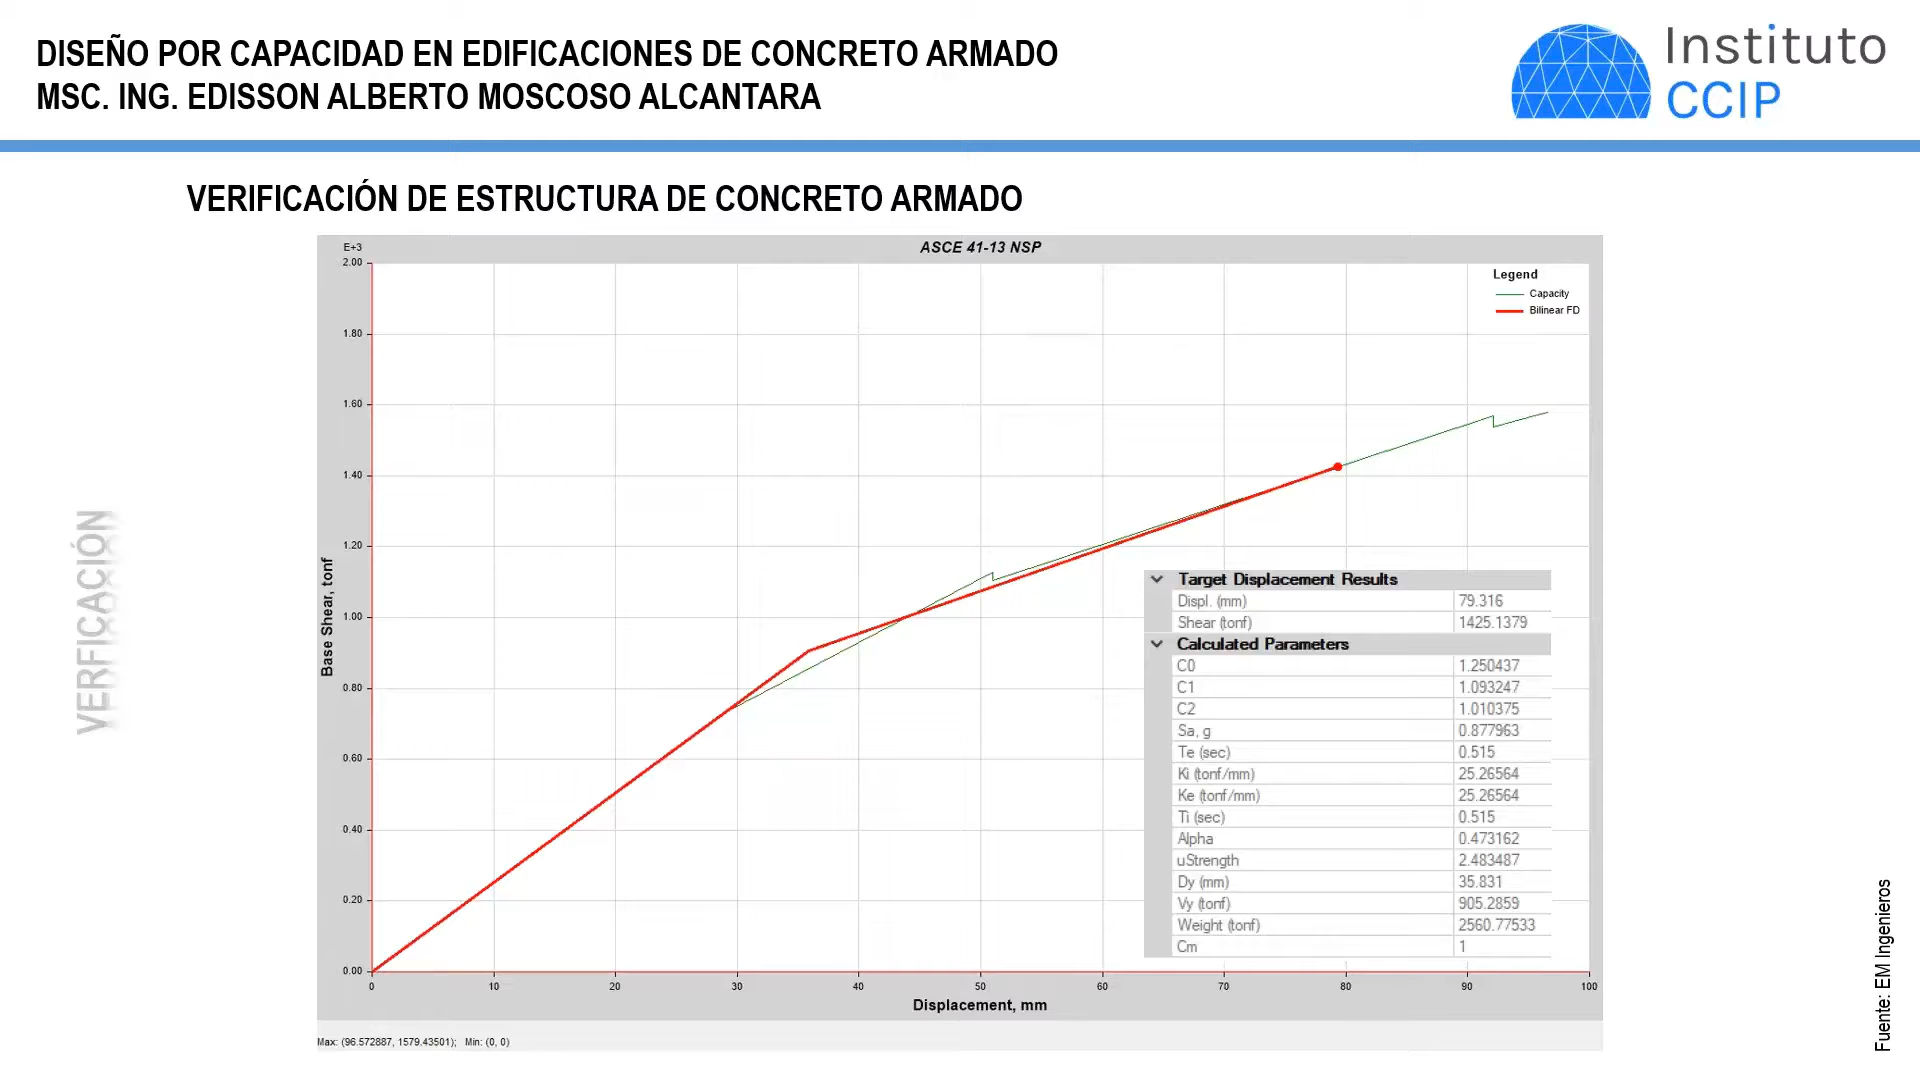 DISEÑO POR CAPACIDAD EN EDIFICACIONES DE CONCRETO ARMADO
MSC. ING. EDISSON ALBERTO MOSCOSO ALCANTARA
Instituto
CCIP
VERIFICACIÓN DE ESTRUCTURA DE CONCRETO ARMADO
VERFICACIÓN
ASCE 41-13 NSP
E+3
2.00
1.80
1.60
1.40
1.20
1.00
0.80
0.60
0.40
0.20
0.00
Base Shear, tonf
Legend
Capacity
Bilinear FD
Target Displacement Results
Displ. (mm) 79.316
Shear (tonf) 1425.1379
Calculated Parameters
C0 1.250437
C1 1.093247
C2 1.010375
Sa, g 0.877963
Te (sec) 0.515
Ki (tonf/mm) 25.26564
Ke (tonf/mm) 25.26564
Ti (sec) 0.515
Alpha 0.473162
uStrength 2.483487
Dy (mm) 35.831
Vy (tonf) 905.2859
Weight (tonf) 2560.77533
Cm 1
0 10 20 30 40 50 60 70 80 90 100
Displacement, mm
Max: (96.572887, 1579.43501); Min: (0, 0)
Fuente: EM Ingenieros